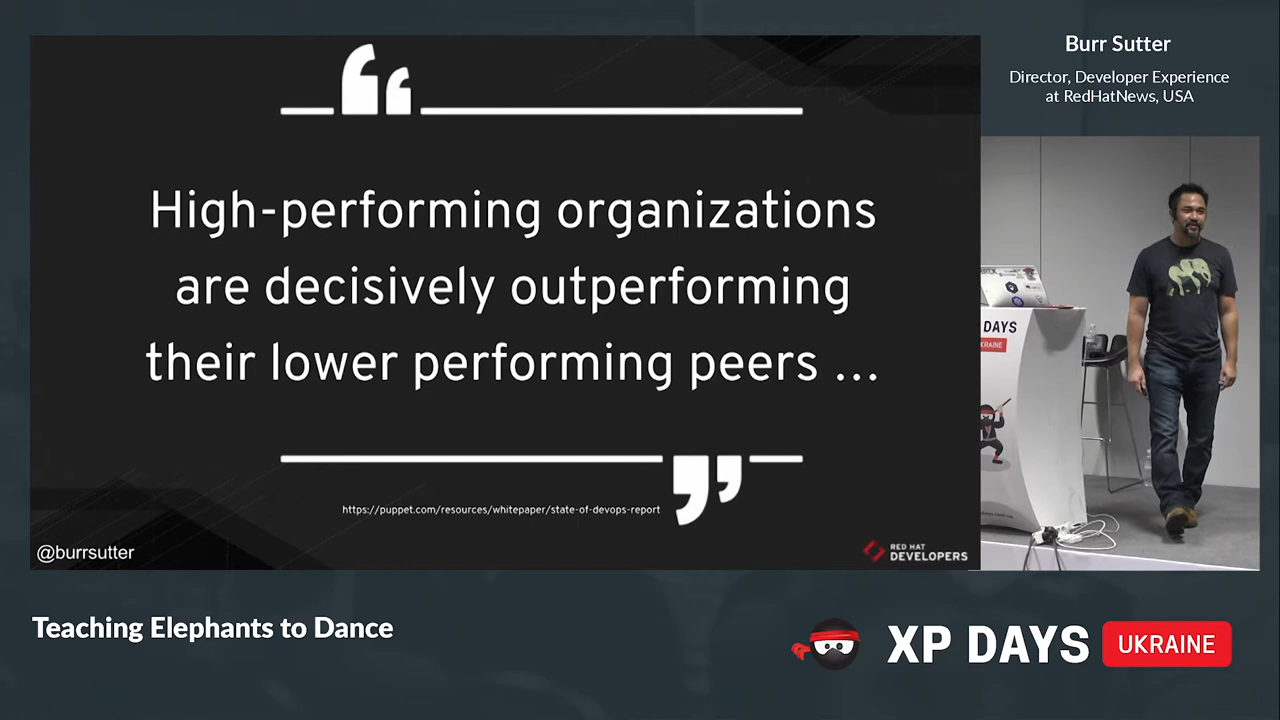 Burr Sutter
Director, Developer Experience
at RedHatNews, USA
High-performing organizations
are decisively outperforming
their lower performing peers ...
https://puppet.com/resources/whitepaper/state-of-devops-report
@burrsutter
RED HAT
DEVELOPERS
DAYS
KRAINE
Teaching Elephants to Dance
XP DAYS
UKRAINE